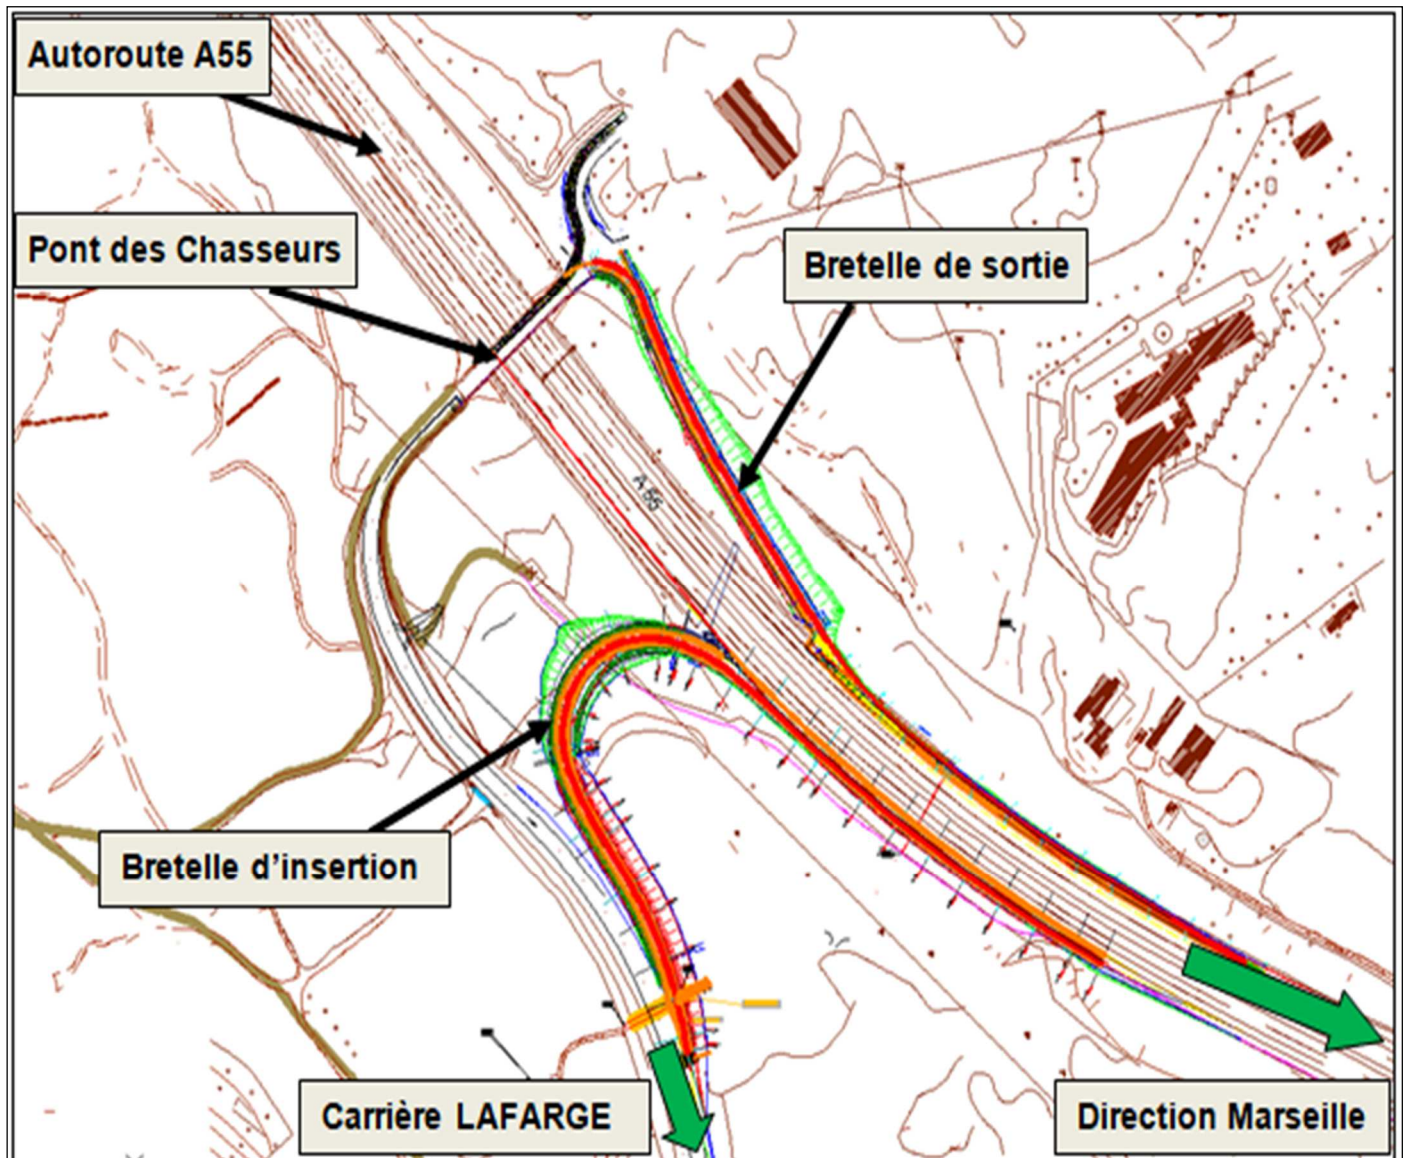 Autoroute A55
Pont des Chasseurs
Bretelle de sortie
A 55
Bretelle d'insertion
Carrière LAFARGE
Direction Marseille